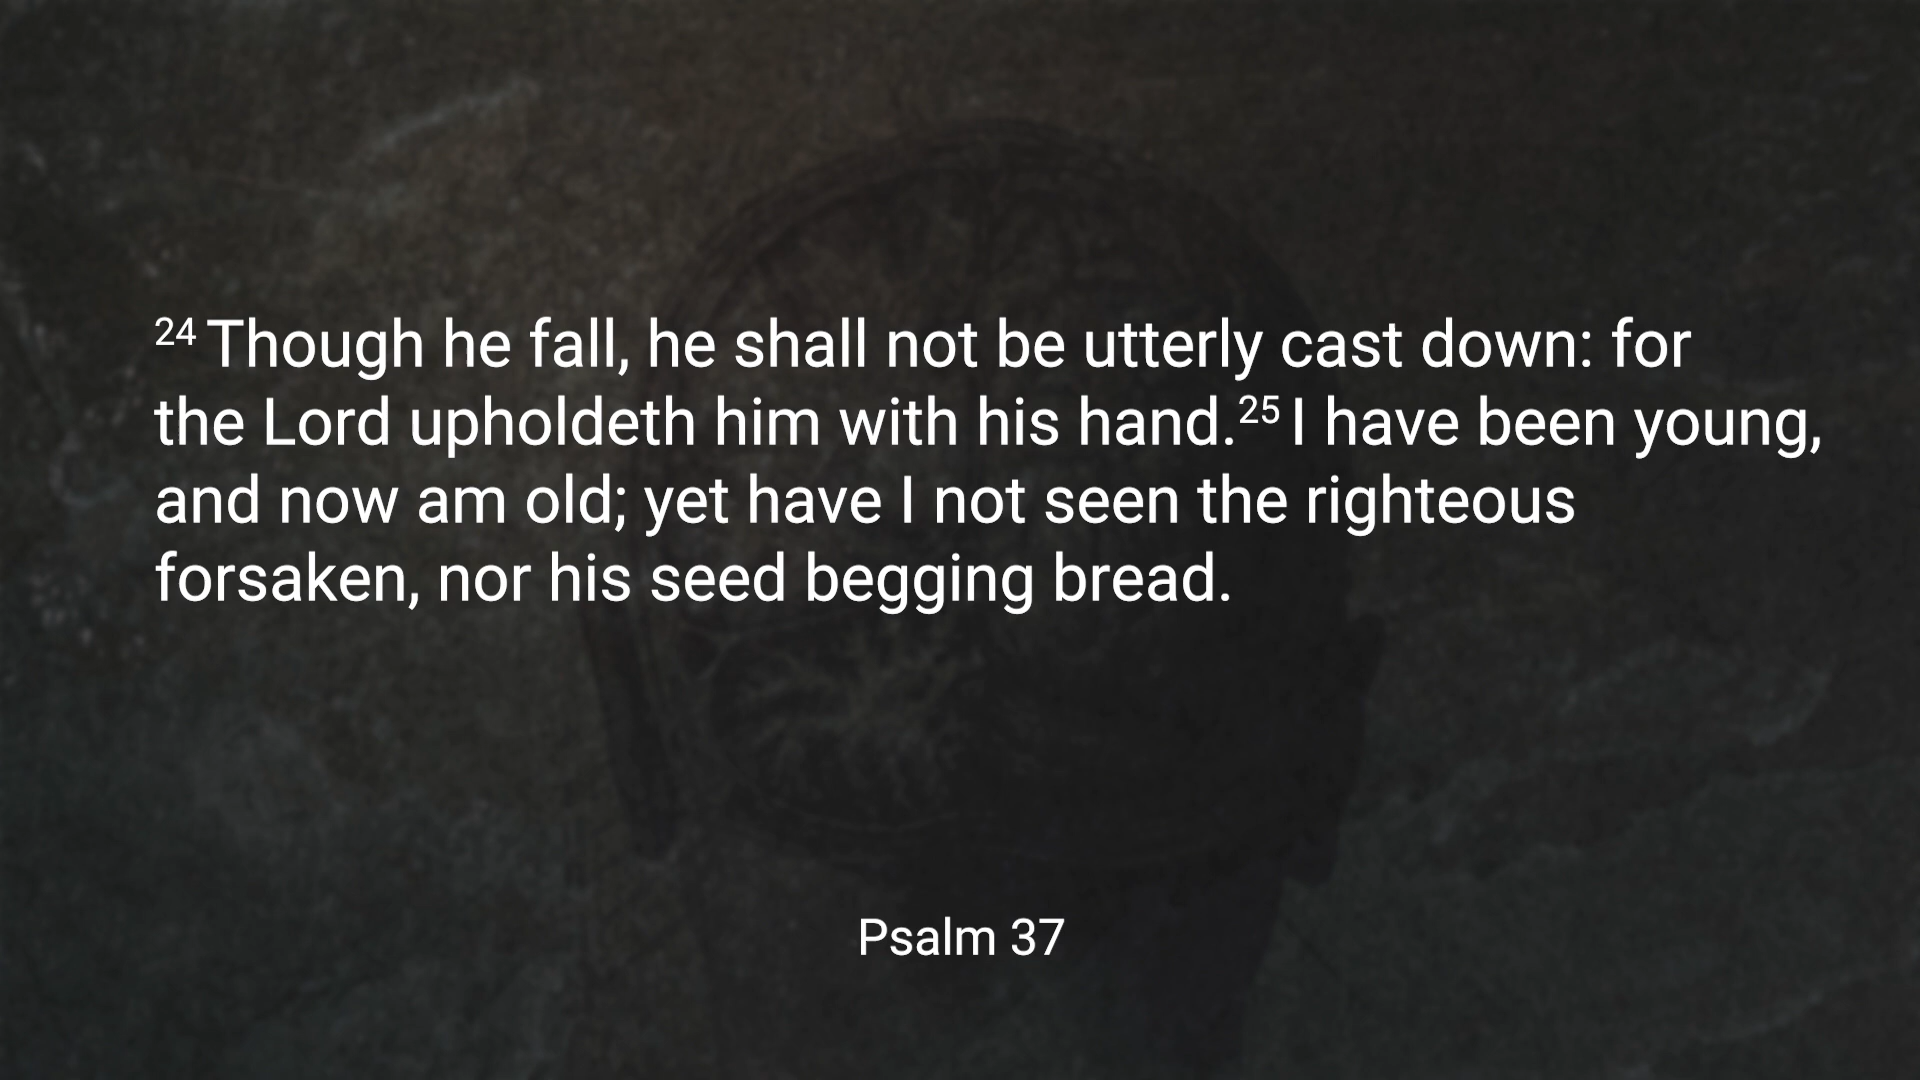 24 Though he fall, he shall not be utterly cast down: for
the Lord upholdeth him with his hand.25 I have been young,
and now am old; yet have I not seen the righteous
forsaken, nor his seed begging bread.
Psalm 37